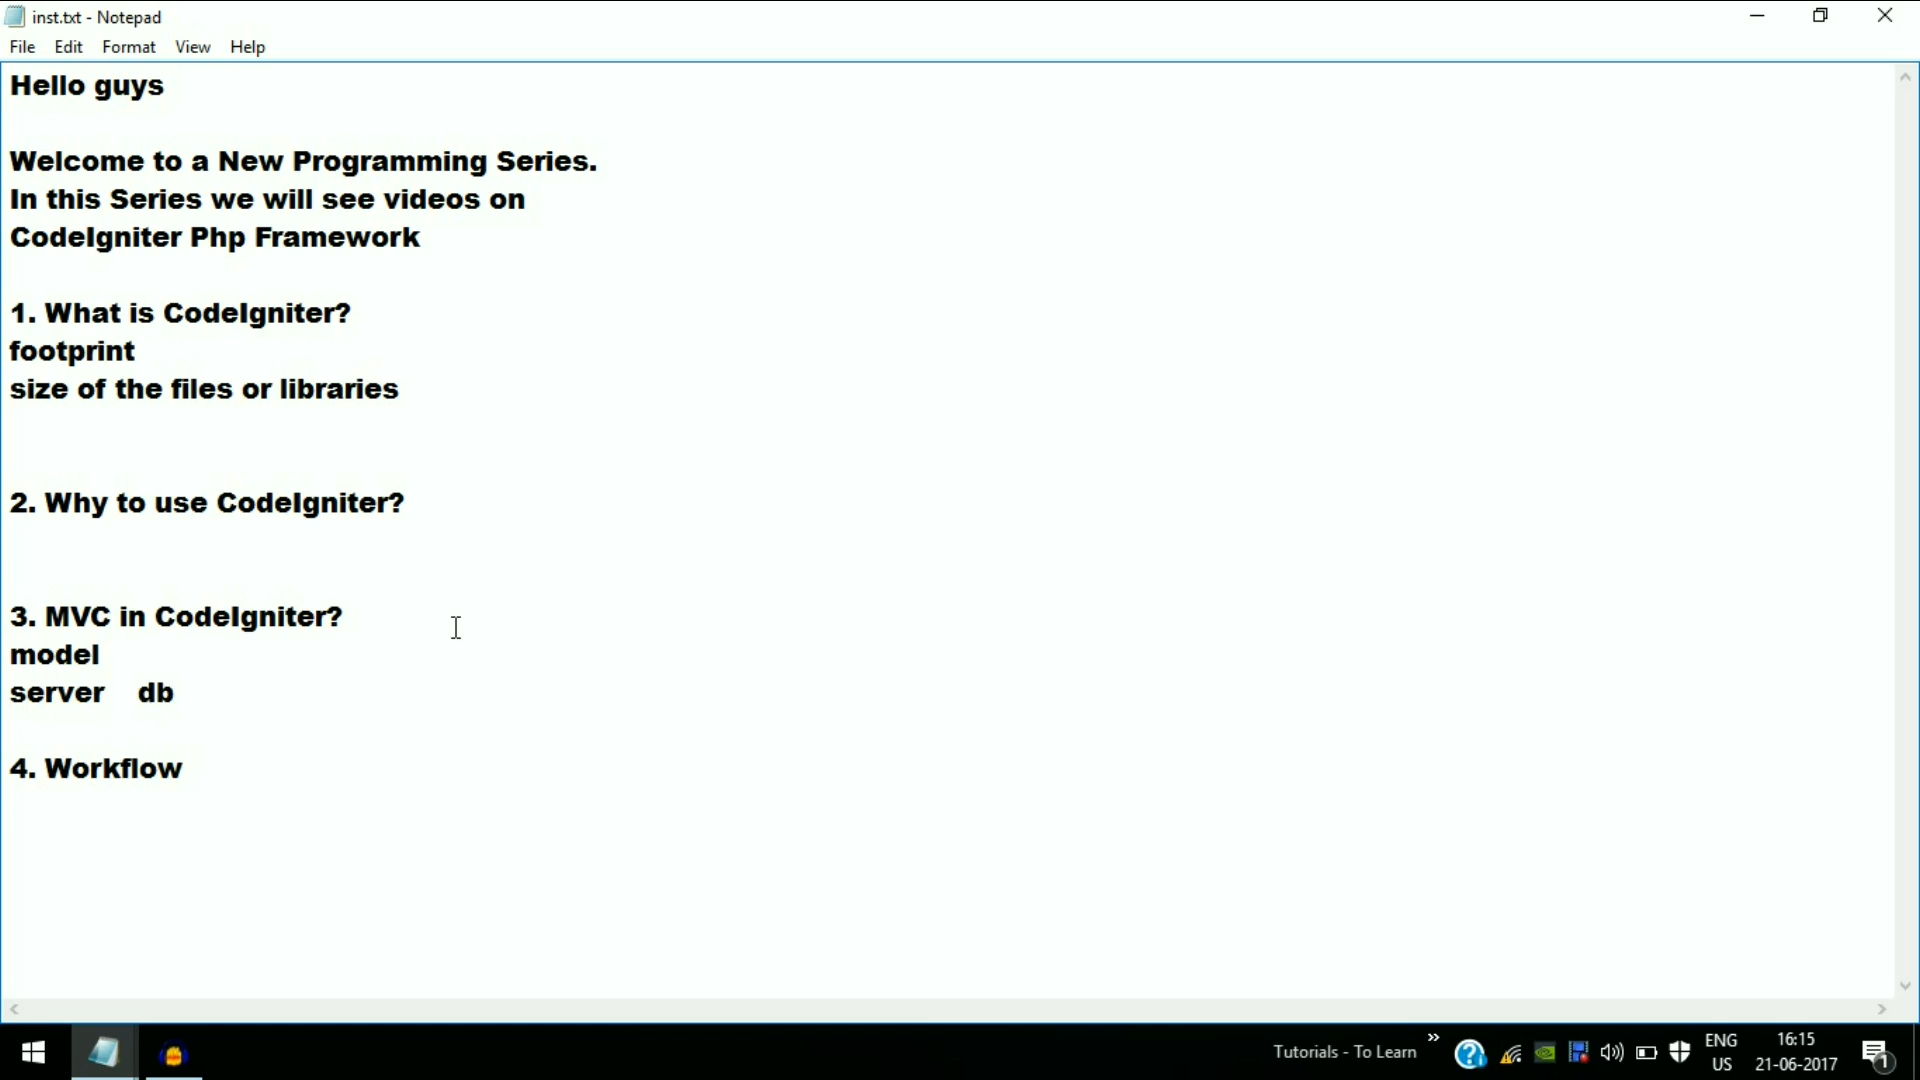 inst.txt - Notepad
File Edit Format View Help
Hello guys
Welcome to a New Programming Series.
In this Series we will see videos on
CodeIgniter Php Framework
1. What is CodeIgniter?
footprint
size of the files or libraries
2. Why to use CodeIgniter?
3. MVC in CodeIgniter?
model
server db
4. Workflow
Tutorials - To Learn
ENG
US
16:15
21-06-2017
1